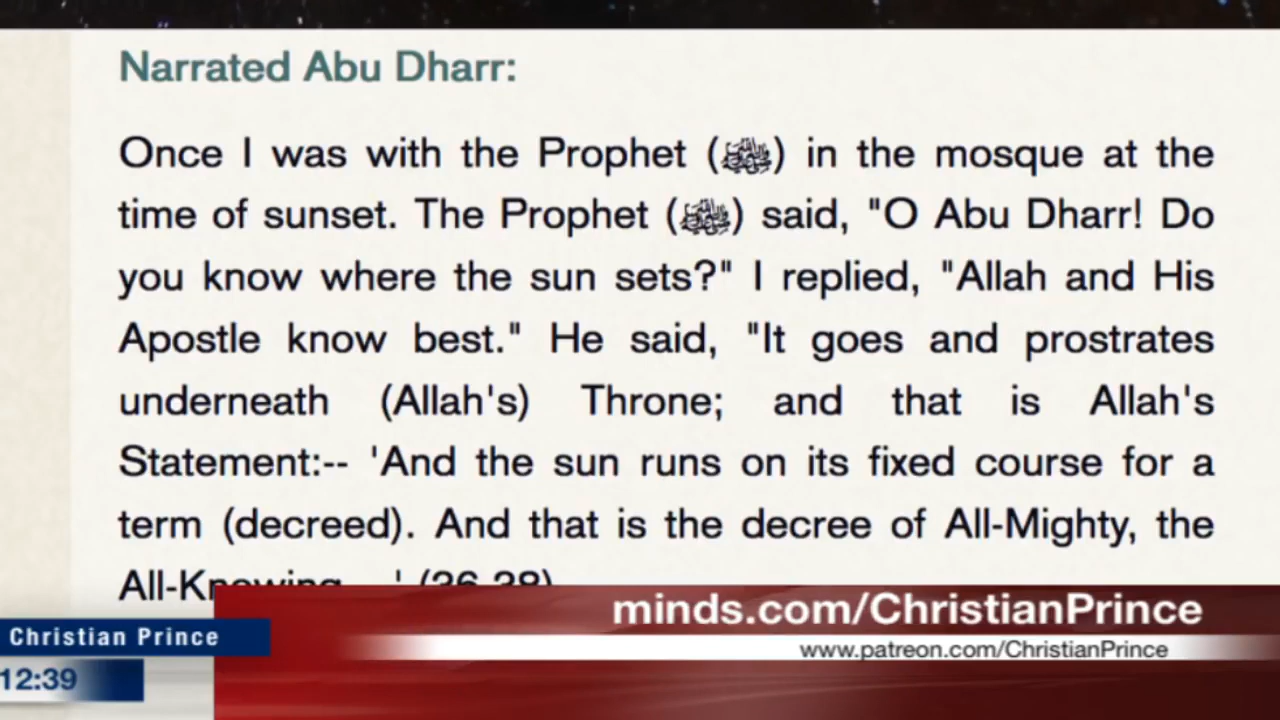 Narrated Abu Dharr:
Once I was with the Prophet (ﷺ) in the mosque at the
time of sunset. The Prophet (ﷺ) said, "O Abu Dharr! Do
you know where the sun sets?" I replied, "Allah and His
Apostle know best." He said, "It goes and prostrates
underneath (Allah's) Throne; and that is Allah's
Statement:-- 'And the sun runs on its fixed course for a
term (decreed). And that is the decree of All-Mighty, the
All-Knowing....' (36.38)
minds.com/ChristianPrince
Christian Prince
www.patreon.com/ChristianPrince
12:39